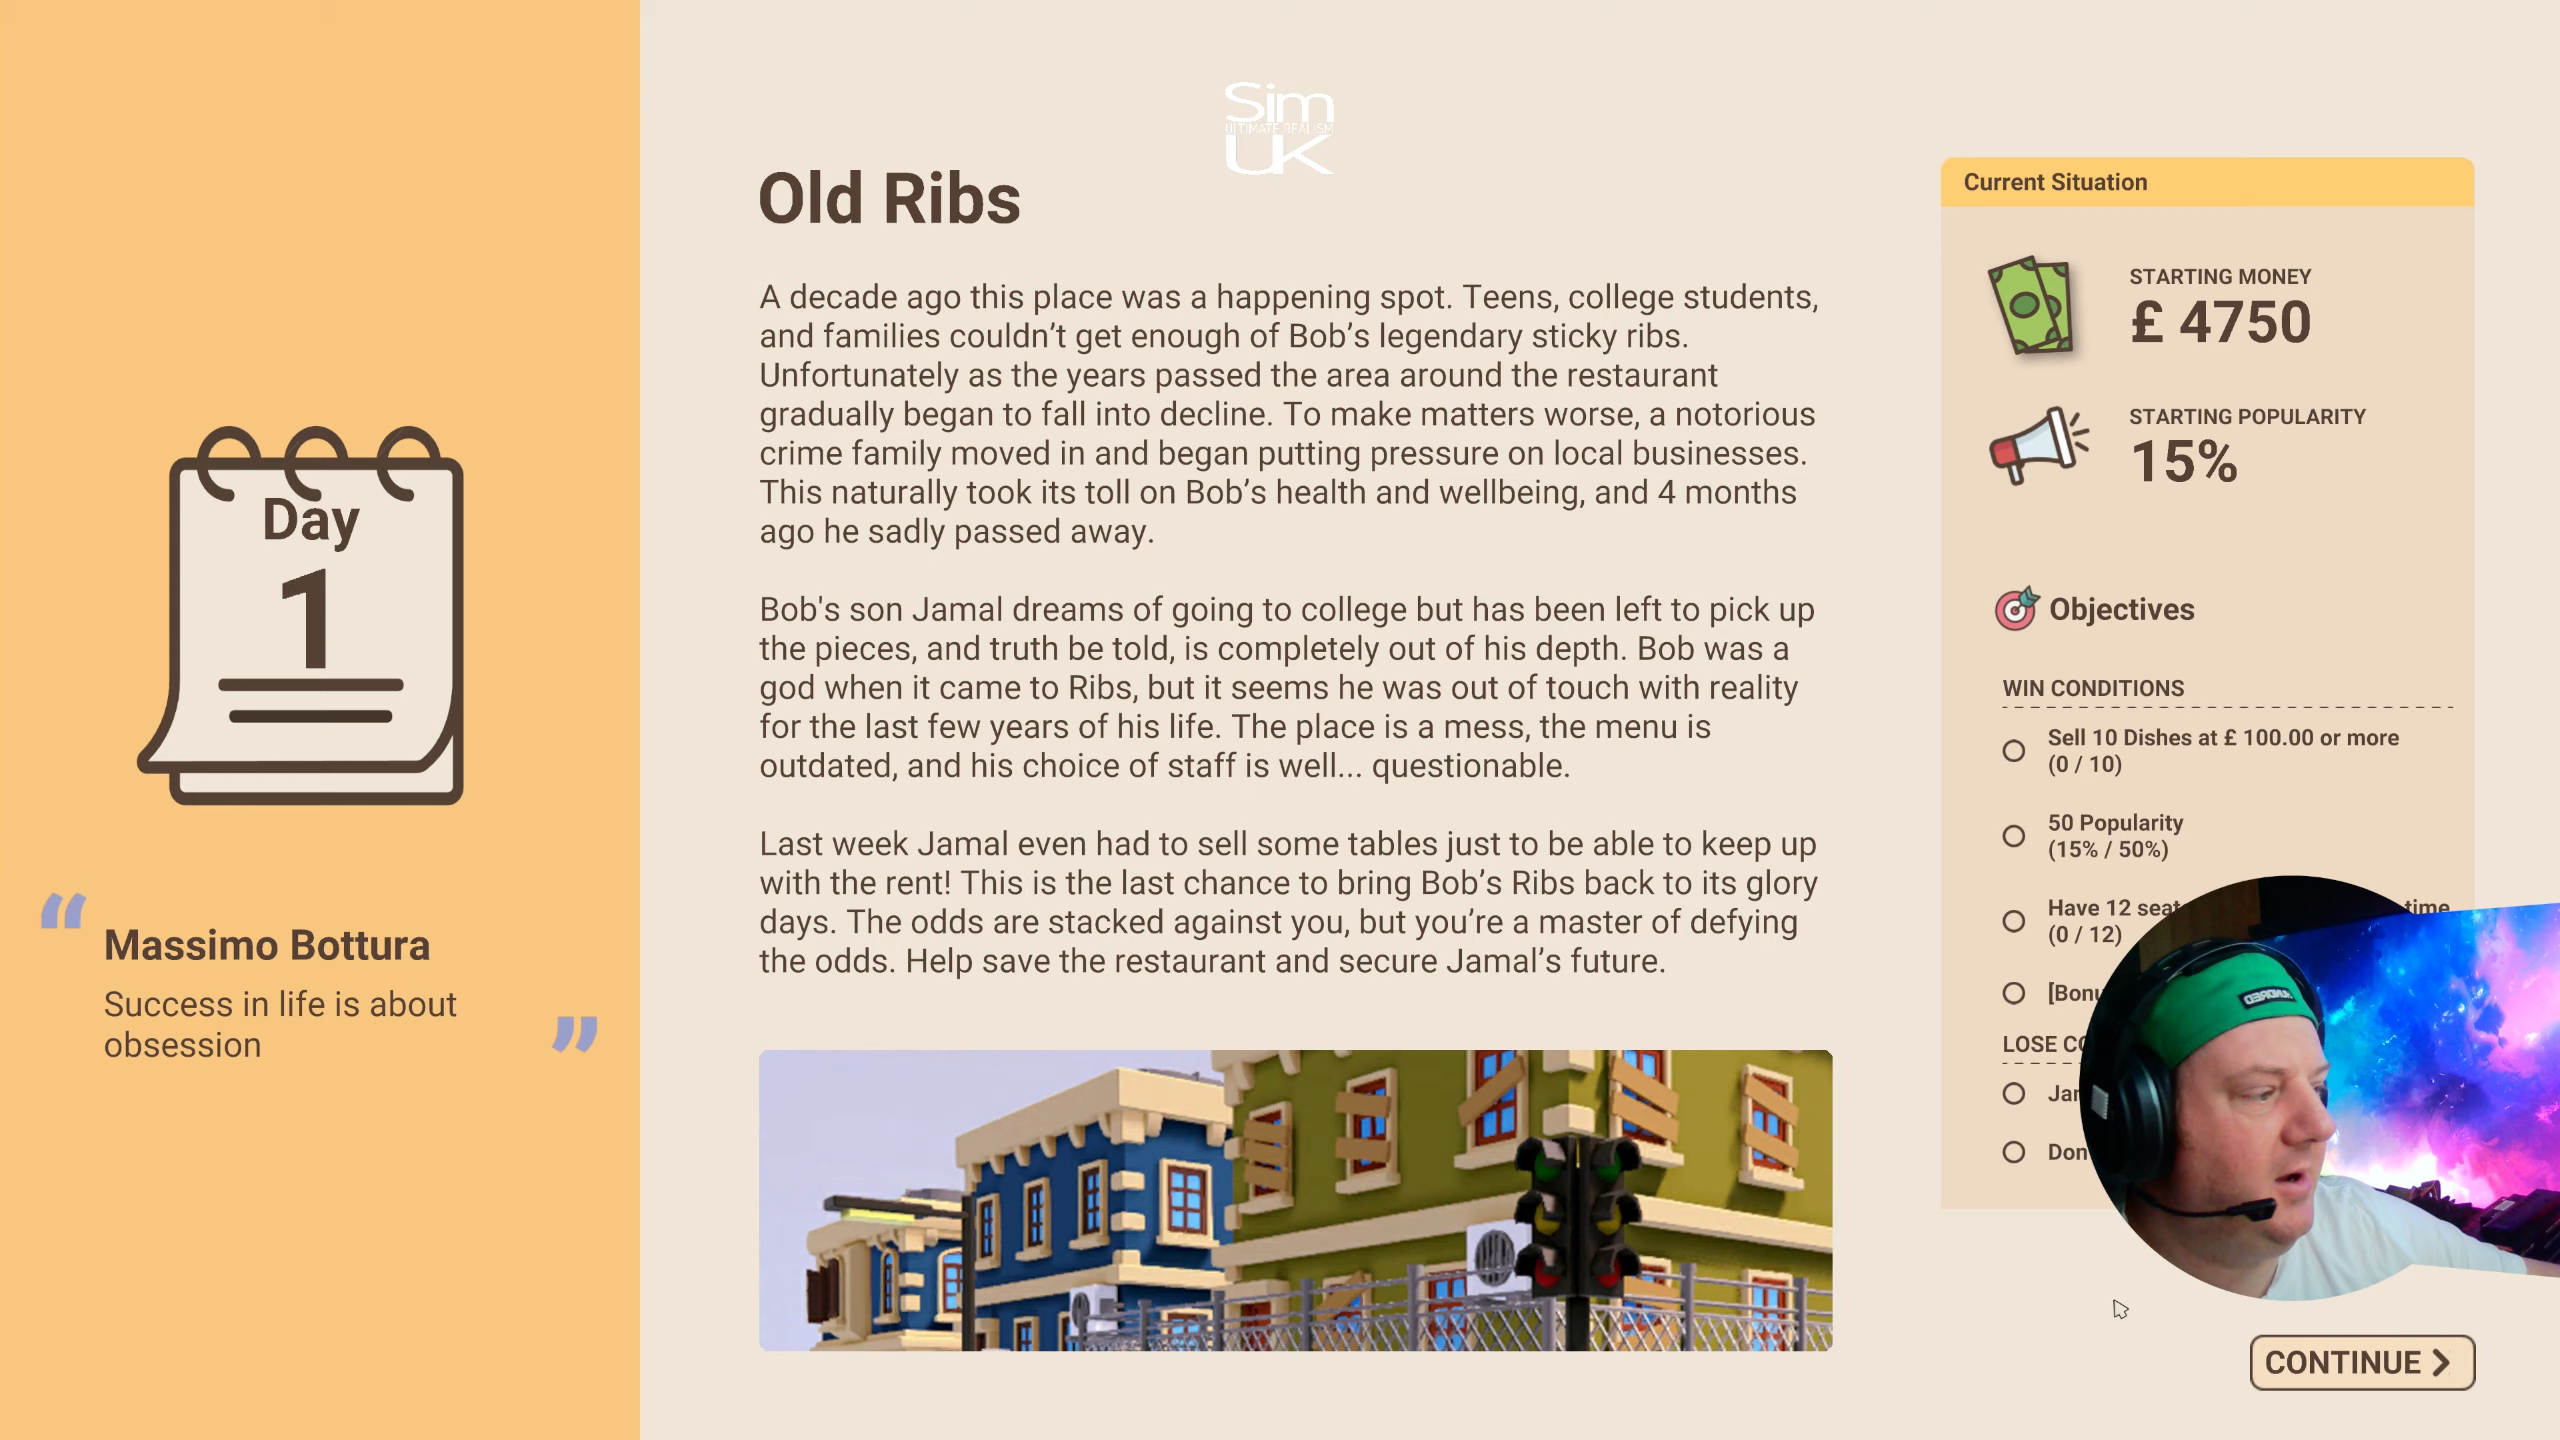 Sim
ULTIMATE REALISM
UK
Day
1
Massimo Bottura
Success in life is about
obsession
Old Ribs
A decade ago this place was a happening spot. Teens, college students,
and families couldn’t get enough of Bob’s legendary sticky ribs.
Unfortunately as the years passed the area around the restaurant
gradually began to fall into decline. To make matters worse, a notorious
crime family moved in and began putting pressure on local businesses.
This naturally took its toll on Bob’s health and wellbeing, and 4 months
ago he sadly passed away.
Bob's son Jamal dreams of going to college but has been left to pick up
the pieces, and truth be told, is completely out of his depth. Bob was a
god when it came to Ribs, but it seems he was out of touch with reality
for the last few years of his life. The place is a mess, the menu is
outdated, and his choice of staff is well... questionable.
Last week Jamal even had to sell some tables just to be able to keep up
with the rent! This is the last chance to bring Bob’s Ribs back to its glory
days. The odds are stacked against you, but you’re a master of defying
the odds. Help save the restaurant and secure Jamal’s future.
Current Situation
STARTING MONEY
£ 4750
STARTING POPULARITY
15%
Objectives
WIN CONDITIONS
Sell 10 Dishes at £ 100.00 or more
(0 / 10)
50 Popularity
(15% / 50%)
Have 12 time
(0 / 12)
LOSE
CONTINUE